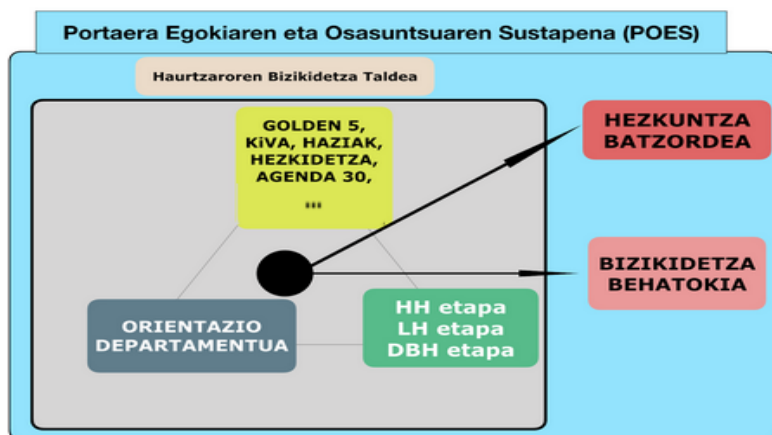 Portaera Egokiaren eta Osasuntsuaren Sustapena (POES)
Haurtzaroren Bizikidetza Taldea
GOLDEN 5,
KiVA, HAZIAK,
HEZKIDETZA,
AGENDA 30,
...
HEZKUNTZA
BATZORDEA
BIZIKIDETZA
BEHATOKIA
ORIENTAZIO
DEPARTAMENTUA
HH etapa
LH etapa
DBH etapa